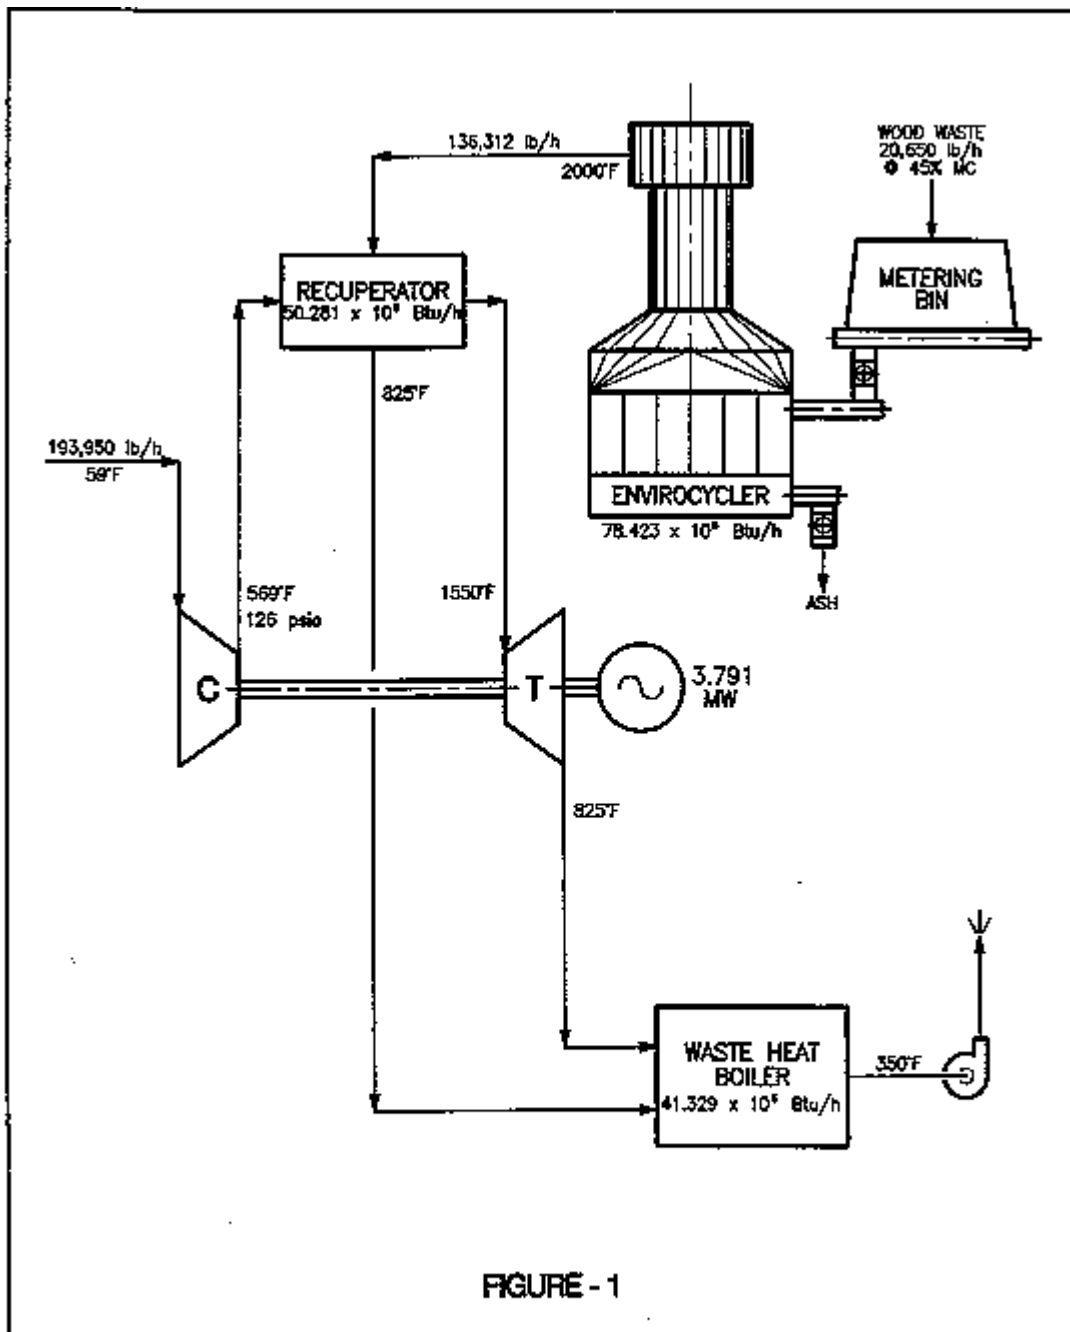 136,312 lb/h
2000°F
WOOD WASTE
20,650 lb/h
@ 45% MC
METERING
BIN
RECUPERATOR
50.281 x 10⁶ Btu/h
825°F
193,950 lb/h
59°F
ENVIROCYCLER
78.423 x 10⁶ Btu/h
ASH
569°F
126 psia
1550°F
C
T
3.791
MW
825°F
WASTE HEAT
BOILER
41.329 x 10⁶ Btu/h
350°F
FIGURE - 1